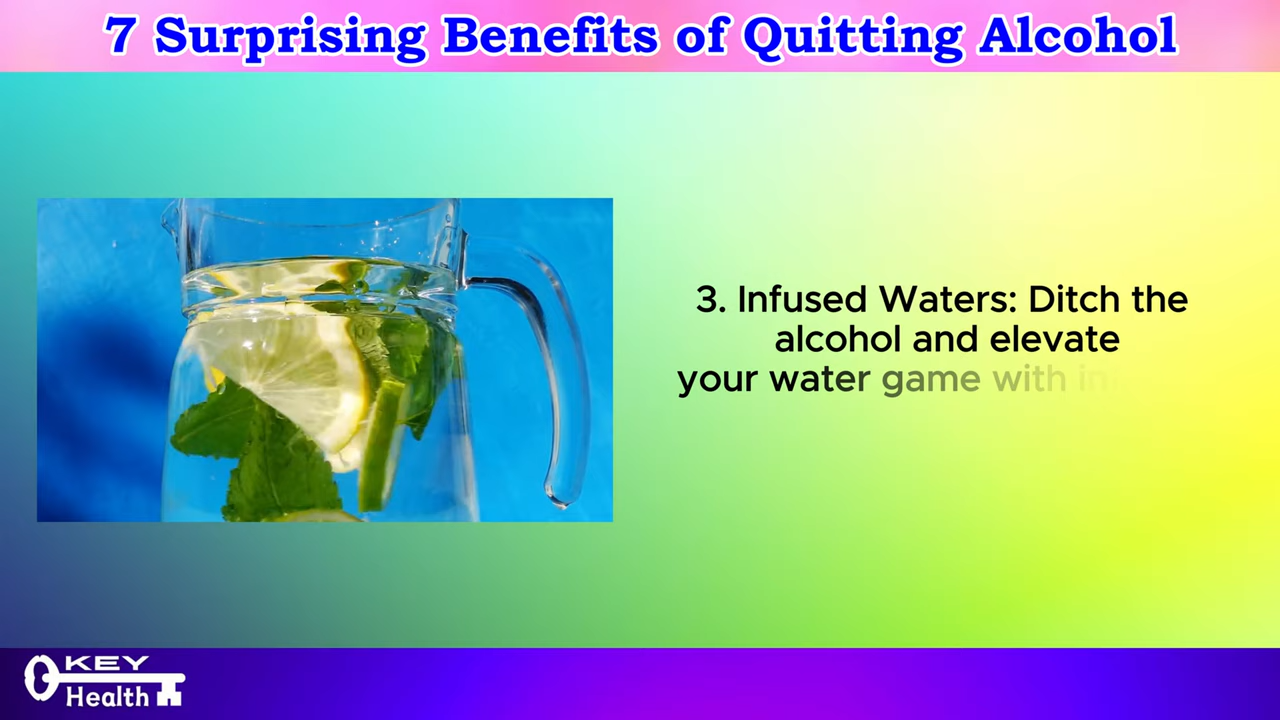 7 Surprising Benefits of Quitting Alcohol
3. Infused Waters: Ditch the
alcohol and elevate
your water game with
KEY
Health